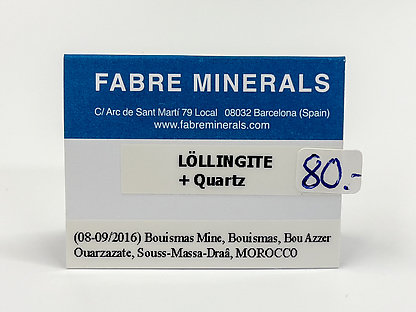 FABRE MINERALS
C/ Arc de Sant Martí 79 Local 08032 Barcelona (Spain)
www.fabreminerals.com
LÖLLINGITE
+ Quartz
80.-
(08-09/2016) Bouismas Mine, Bouismas, Bou Azzer
Ouarzazate, Souss-Massa-Draâ, MOROCCO